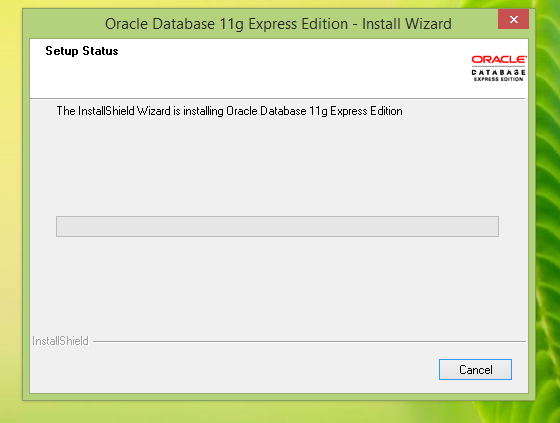 Oracle Database 11g Express Edition - Install Wizard
Setup Status
ORACLE
DATABASE
EXPRESS EDITION
The InstallShield Wizard is installing Oracle Database 11g Express Edition
InstallShield
Cancel